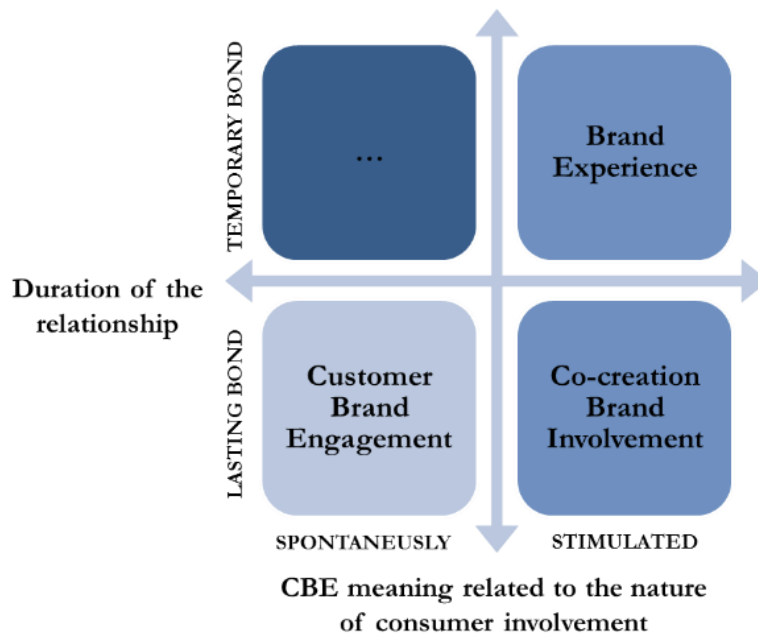 TEMPORARY BOND
...
Brand
Experience
Duration of the
relationship
LASTING BOND
Customer
Brand
Engagement
Co-creation
Brand
Involvement
SPONTANEUSLY
STIMULATED
CBE meaning related to the nature
of consumer involvement